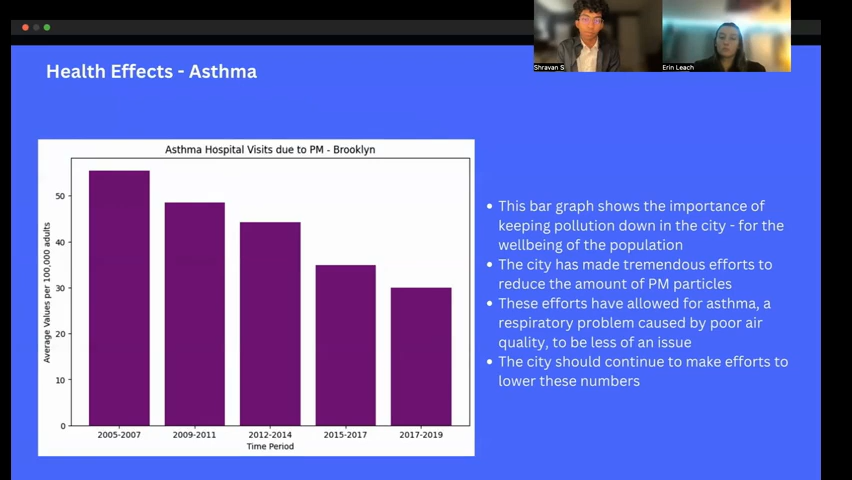 Shravan S
Erin Leach
Health Effects - Asthma
Asthma Hospital Visits due to PM - Brooklyn
Average Values per 100,000 adults
50
40
30
20
10
0
2005-2007 2009-2011 2012-2014 2015-2017 2017-2019
Time Period
• This bar graph shows the importance of
keeping pollution down in the city - for the
wellbeing of the population
• The city has made tremendous efforts to
reduce the amount of PM particles
• These efforts have allowed for asthma, a
respiratory problem caused by poor air
quality, to be less of an issue
• The city should continue to make efforts to
lower these numbers